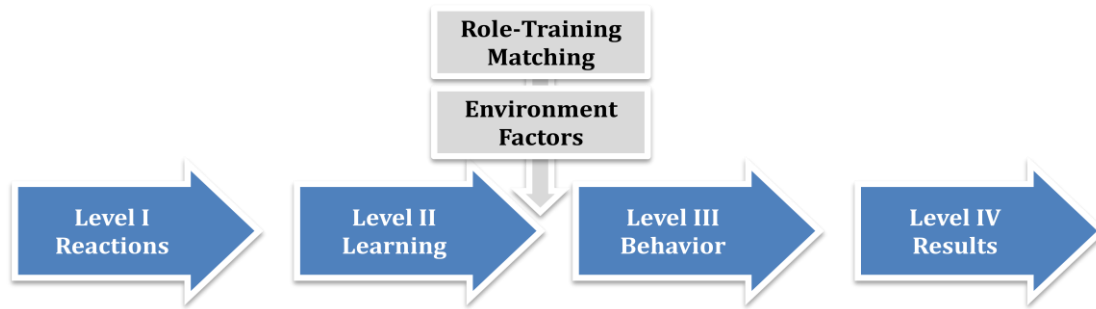 Role-Training
Matching
Environment
Factors
Level I
Reactions
Level II
Learning
Level III
Behavior
Level IV
Results